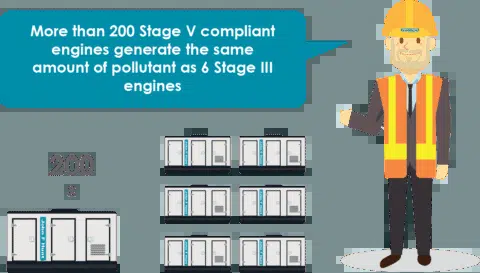 More than 200 Stage V compliant
engines generate the same
amount of pollutant as 6 Stage III
engines